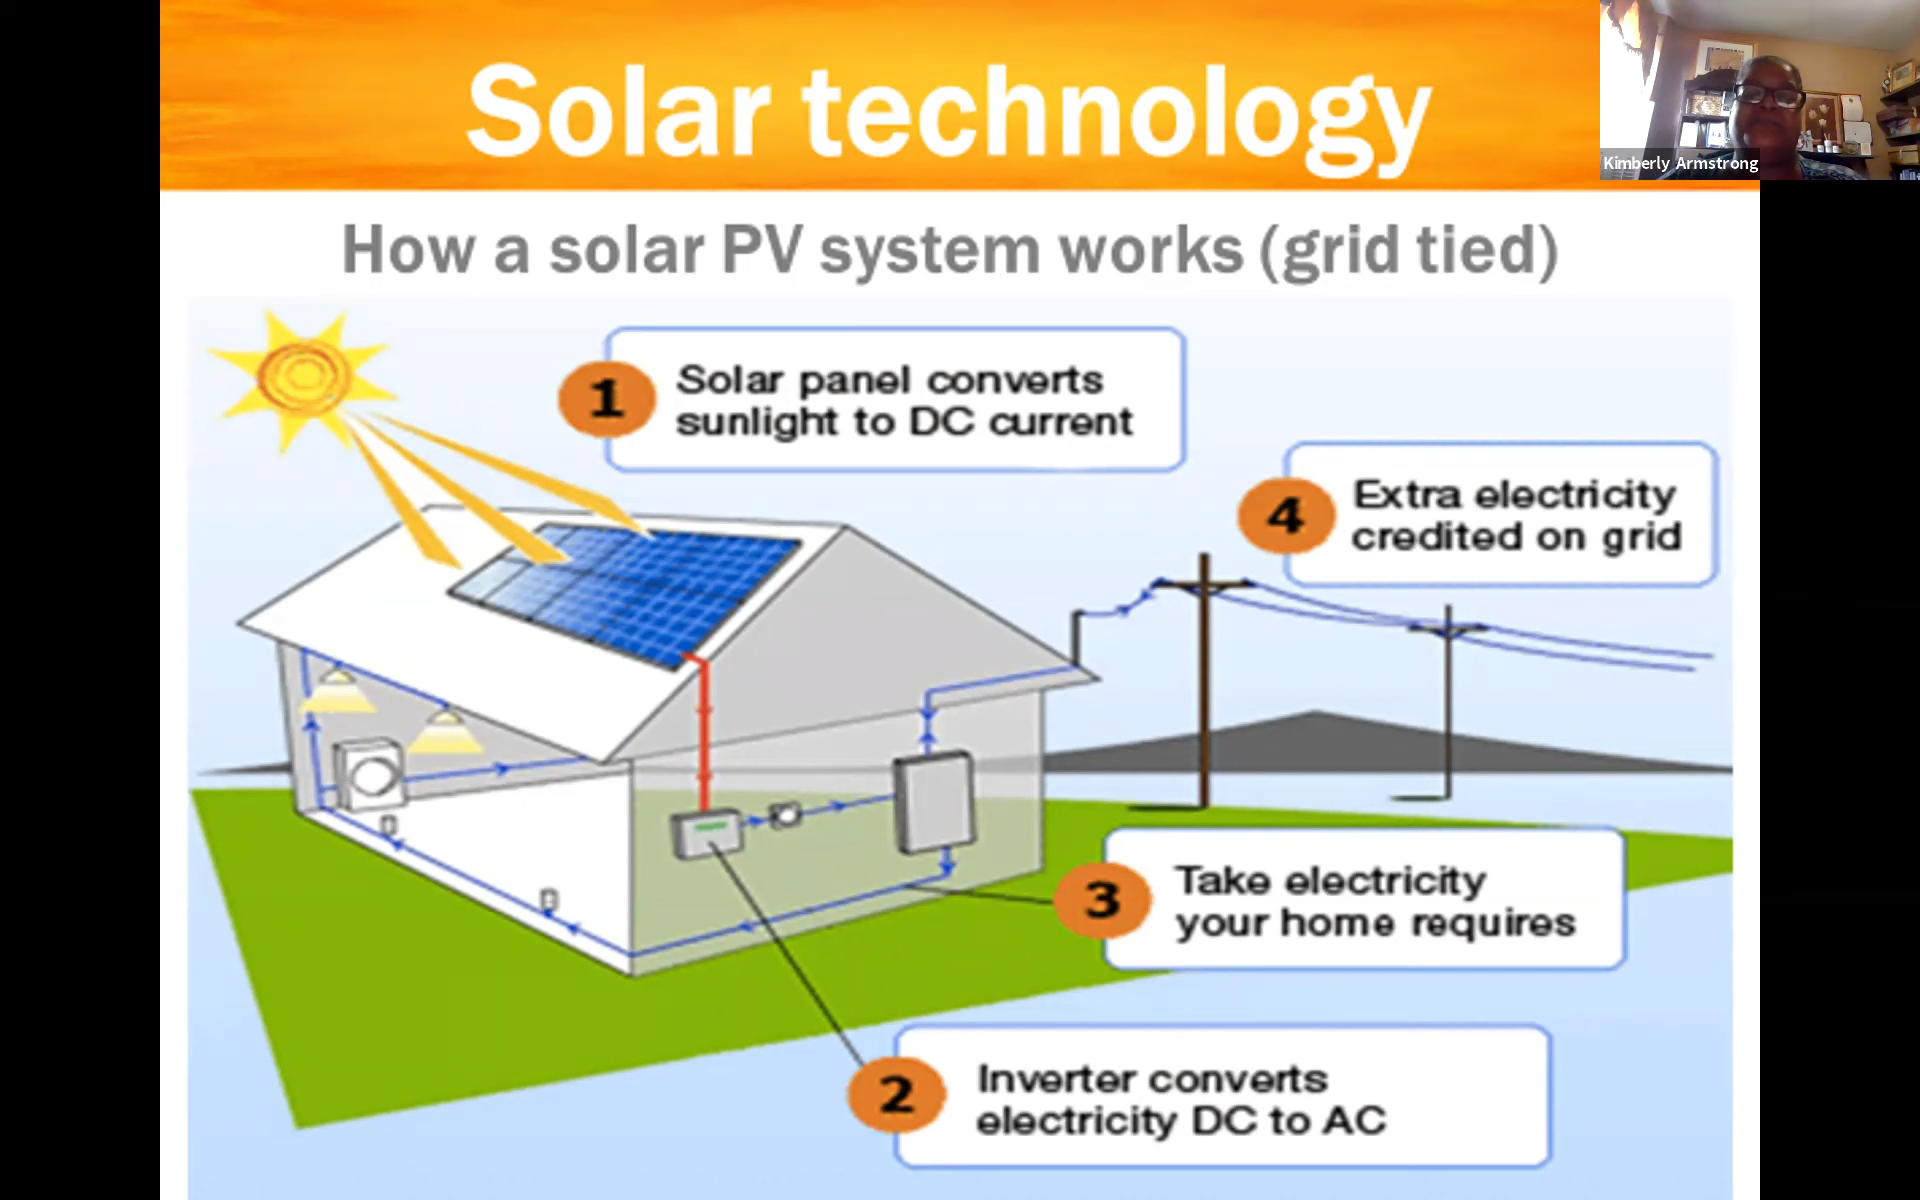 Solar technology
Kimberly Armstrong
How a solar PV system works (grid tied)
1
Solar panel converts
sunlight to DC current
4
Extra electricity
credited on grid
3
Take electricity
your home requires
2
Inverter converts
electricity DC to AC